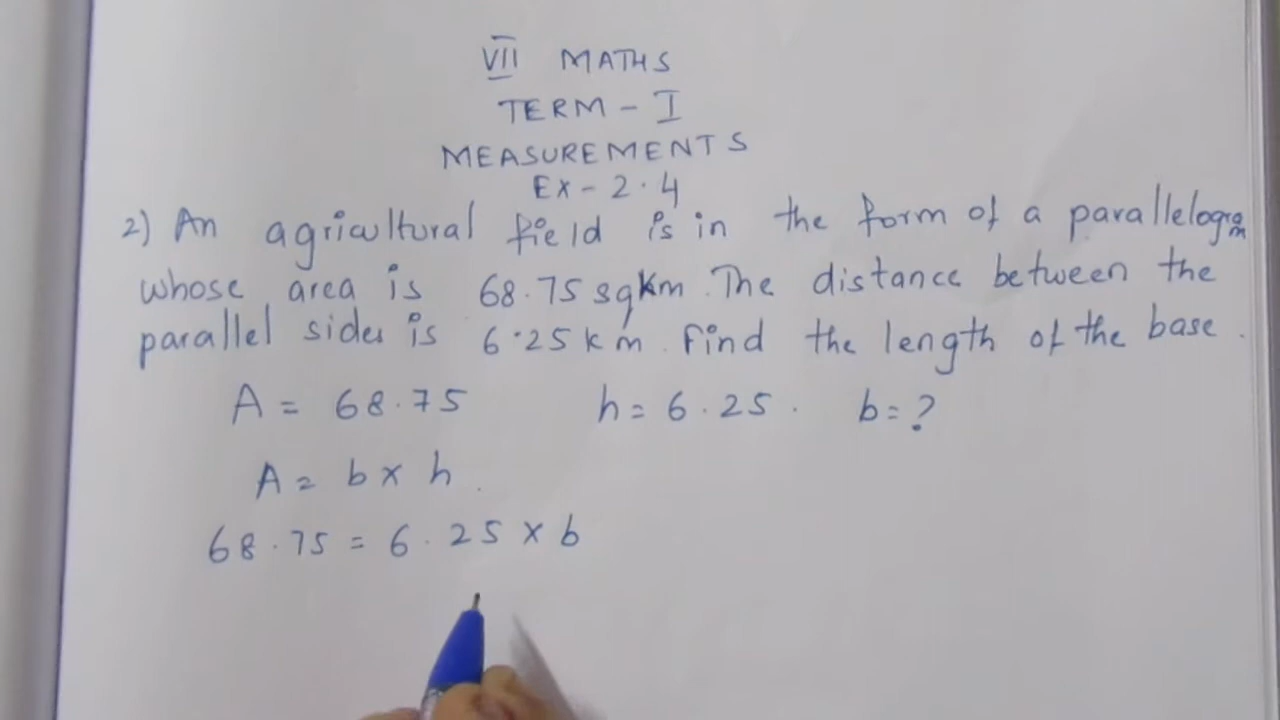 VII MATHS
TERM - I
MEASUREMENTS
EX - 2.4
2) An agricultural field is in the form of a parallelogram
whose area is 68.75 sqkm. The distance between the
parallel sides is 6.25 km. Find the length of the base.
A = 68.75 h = 6.25. b = ?
A = b x h.
68.75 = 6.25 x b